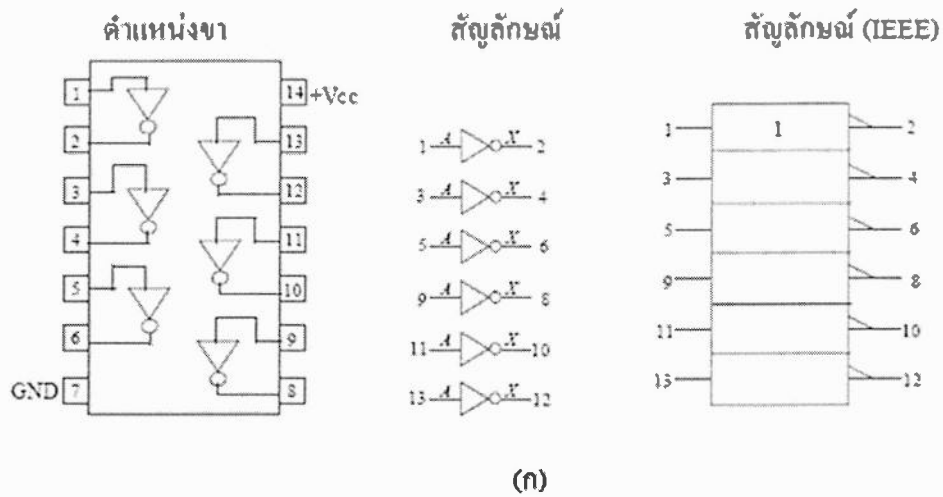 ตำแหน่งขา
สัญลักษณ์
สัญลักษณ์ (IEEE)
1
2
3
4
5
6
GND 7
14 +Vcc
13
12
11
10
9
8
1 A X 2
3 A X 4
5 A X 6
9 A X 8
11 A X 10
13 A X 12
1 1 2
3 4
5 6
9 8
11 10
13 12
(ก)